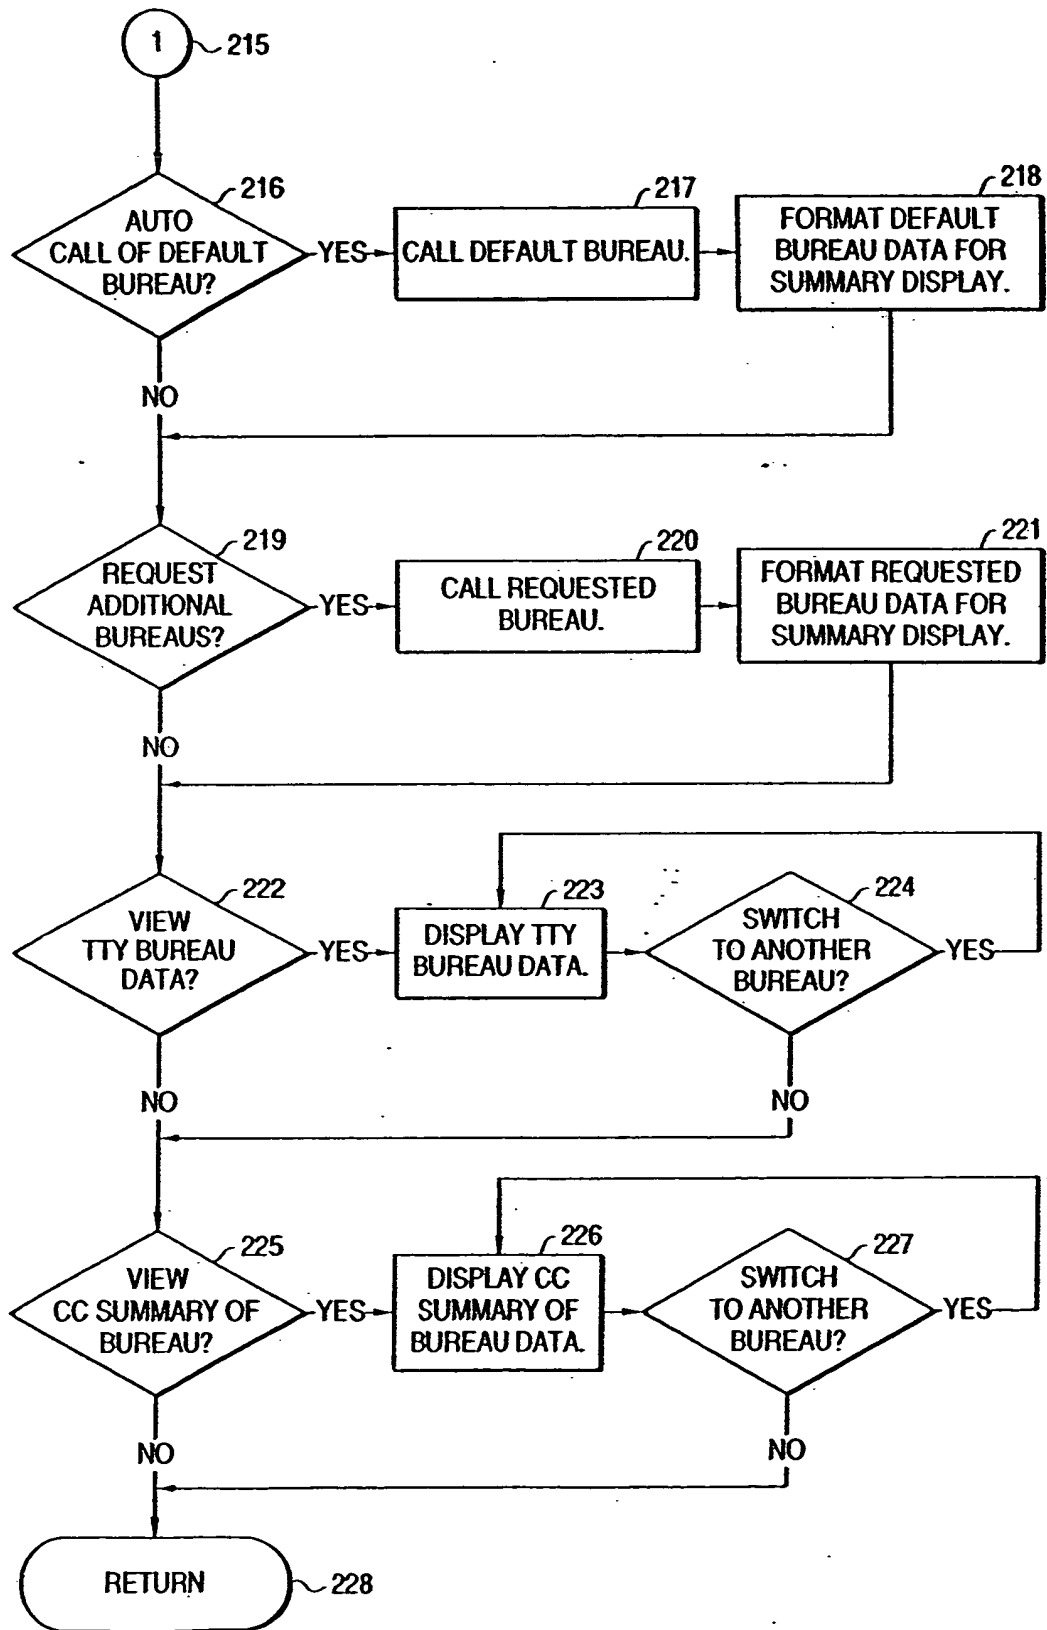 1
215
216
AUTO
CALL OF DEFAULT
BUREAU?
YES
217
CALL DEFAULT BUREAU.
218
FORMAT DEFAULT
BUREAU DATA FOR
SUMMARY DISPLAY.
NO
219
REQUEST
ADDITIONAL
BUREAUS?
YES
220
CALL REQUESTED
BUREAU.
221
FORMAT REQUESTED
BUREAU DATA FOR
SUMMARY DISPLAY.
NO
222
VIEW
TTY BUREAU
DATA?
YES
223
DISPLAY TTY
BUREAU DATA.
224
SWITCH
TO ANOTHER
BUREAU?
YES
NO
NO
225
VIEW
CC SUMMARY OF
BUREAU?
YES
226
DISPLAY CC
SUMMARY OF
BUREAU DATA.
227
SWITCH
TO ANOTHER
BUREAU?
YES
NO
NO
RETURN
228